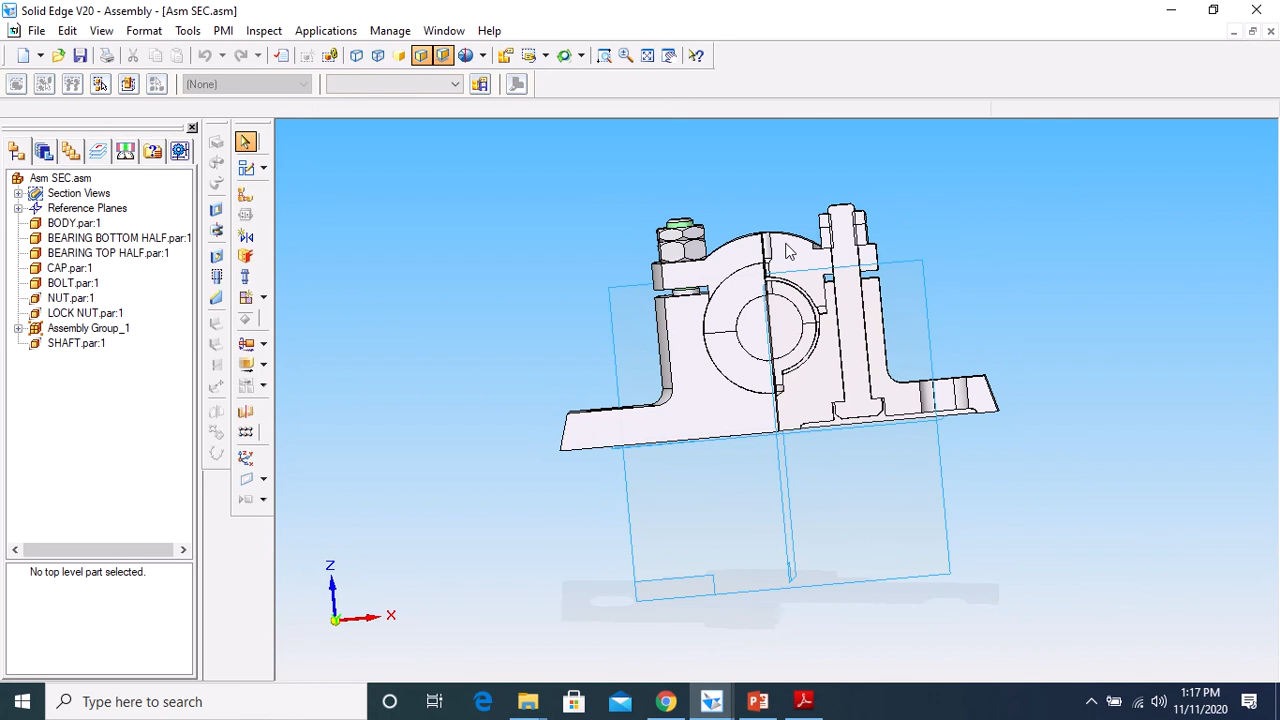 Solid Edge V20 - Assembly - [Asm SEC.asm]
File Edit View Format Tools PMI Inspect Applications Manage Window Help
(None)
Asm SEC.asm
Section Views
Reference Planes
BODY.par:1
BEARING BOTTOM HALF.par:1
BEARING TOP HALF.par:1
CAP.par:1
BOLT.par:1
NUT.par:1
LOCK NUT.par:1
Assembly Group_1
SHAFT.par:1
No top level part selected.
Z
X
Type here to search
1:17 PM
11/11/2020